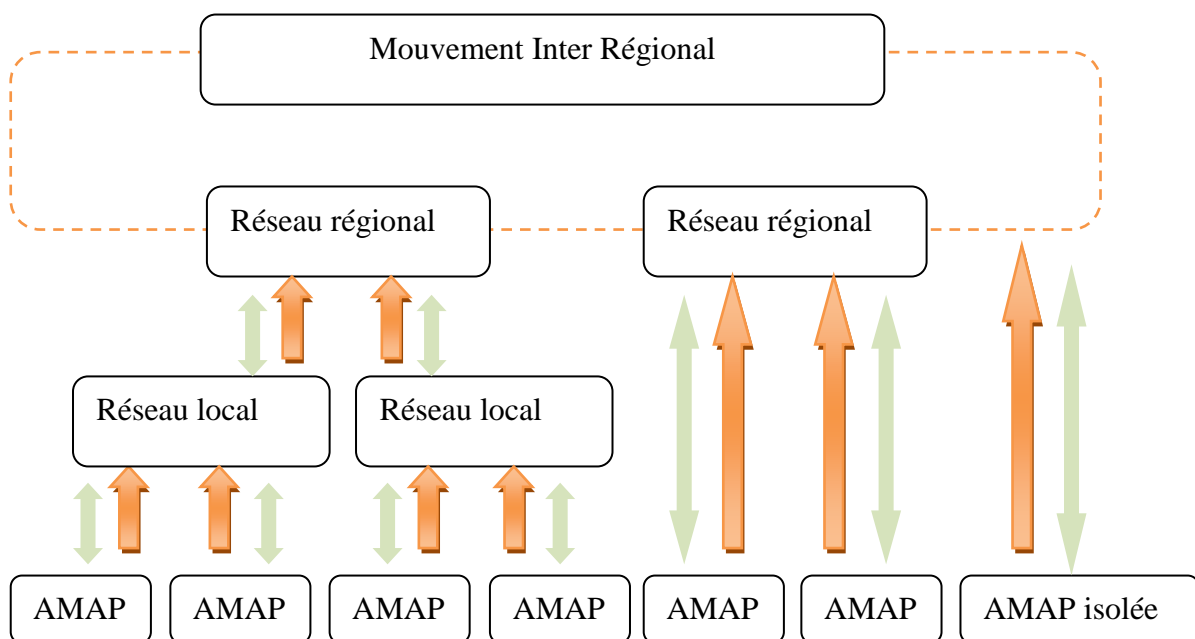 Mouvement Inter Régional
Réseau régional
Réseau régional
Réseau local
Réseau local
AMAP
AMAP
AMAP
AMAP
AMAP
AMAP
AMAP isolée